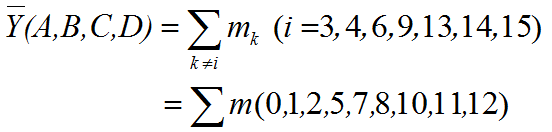 Y̅(A,B,C,D) = ∑_{k≠i} m_k (i =3,4,6,9,13,14,15)
= ∑ m(0,1,2,5,7,8,10,11,12)